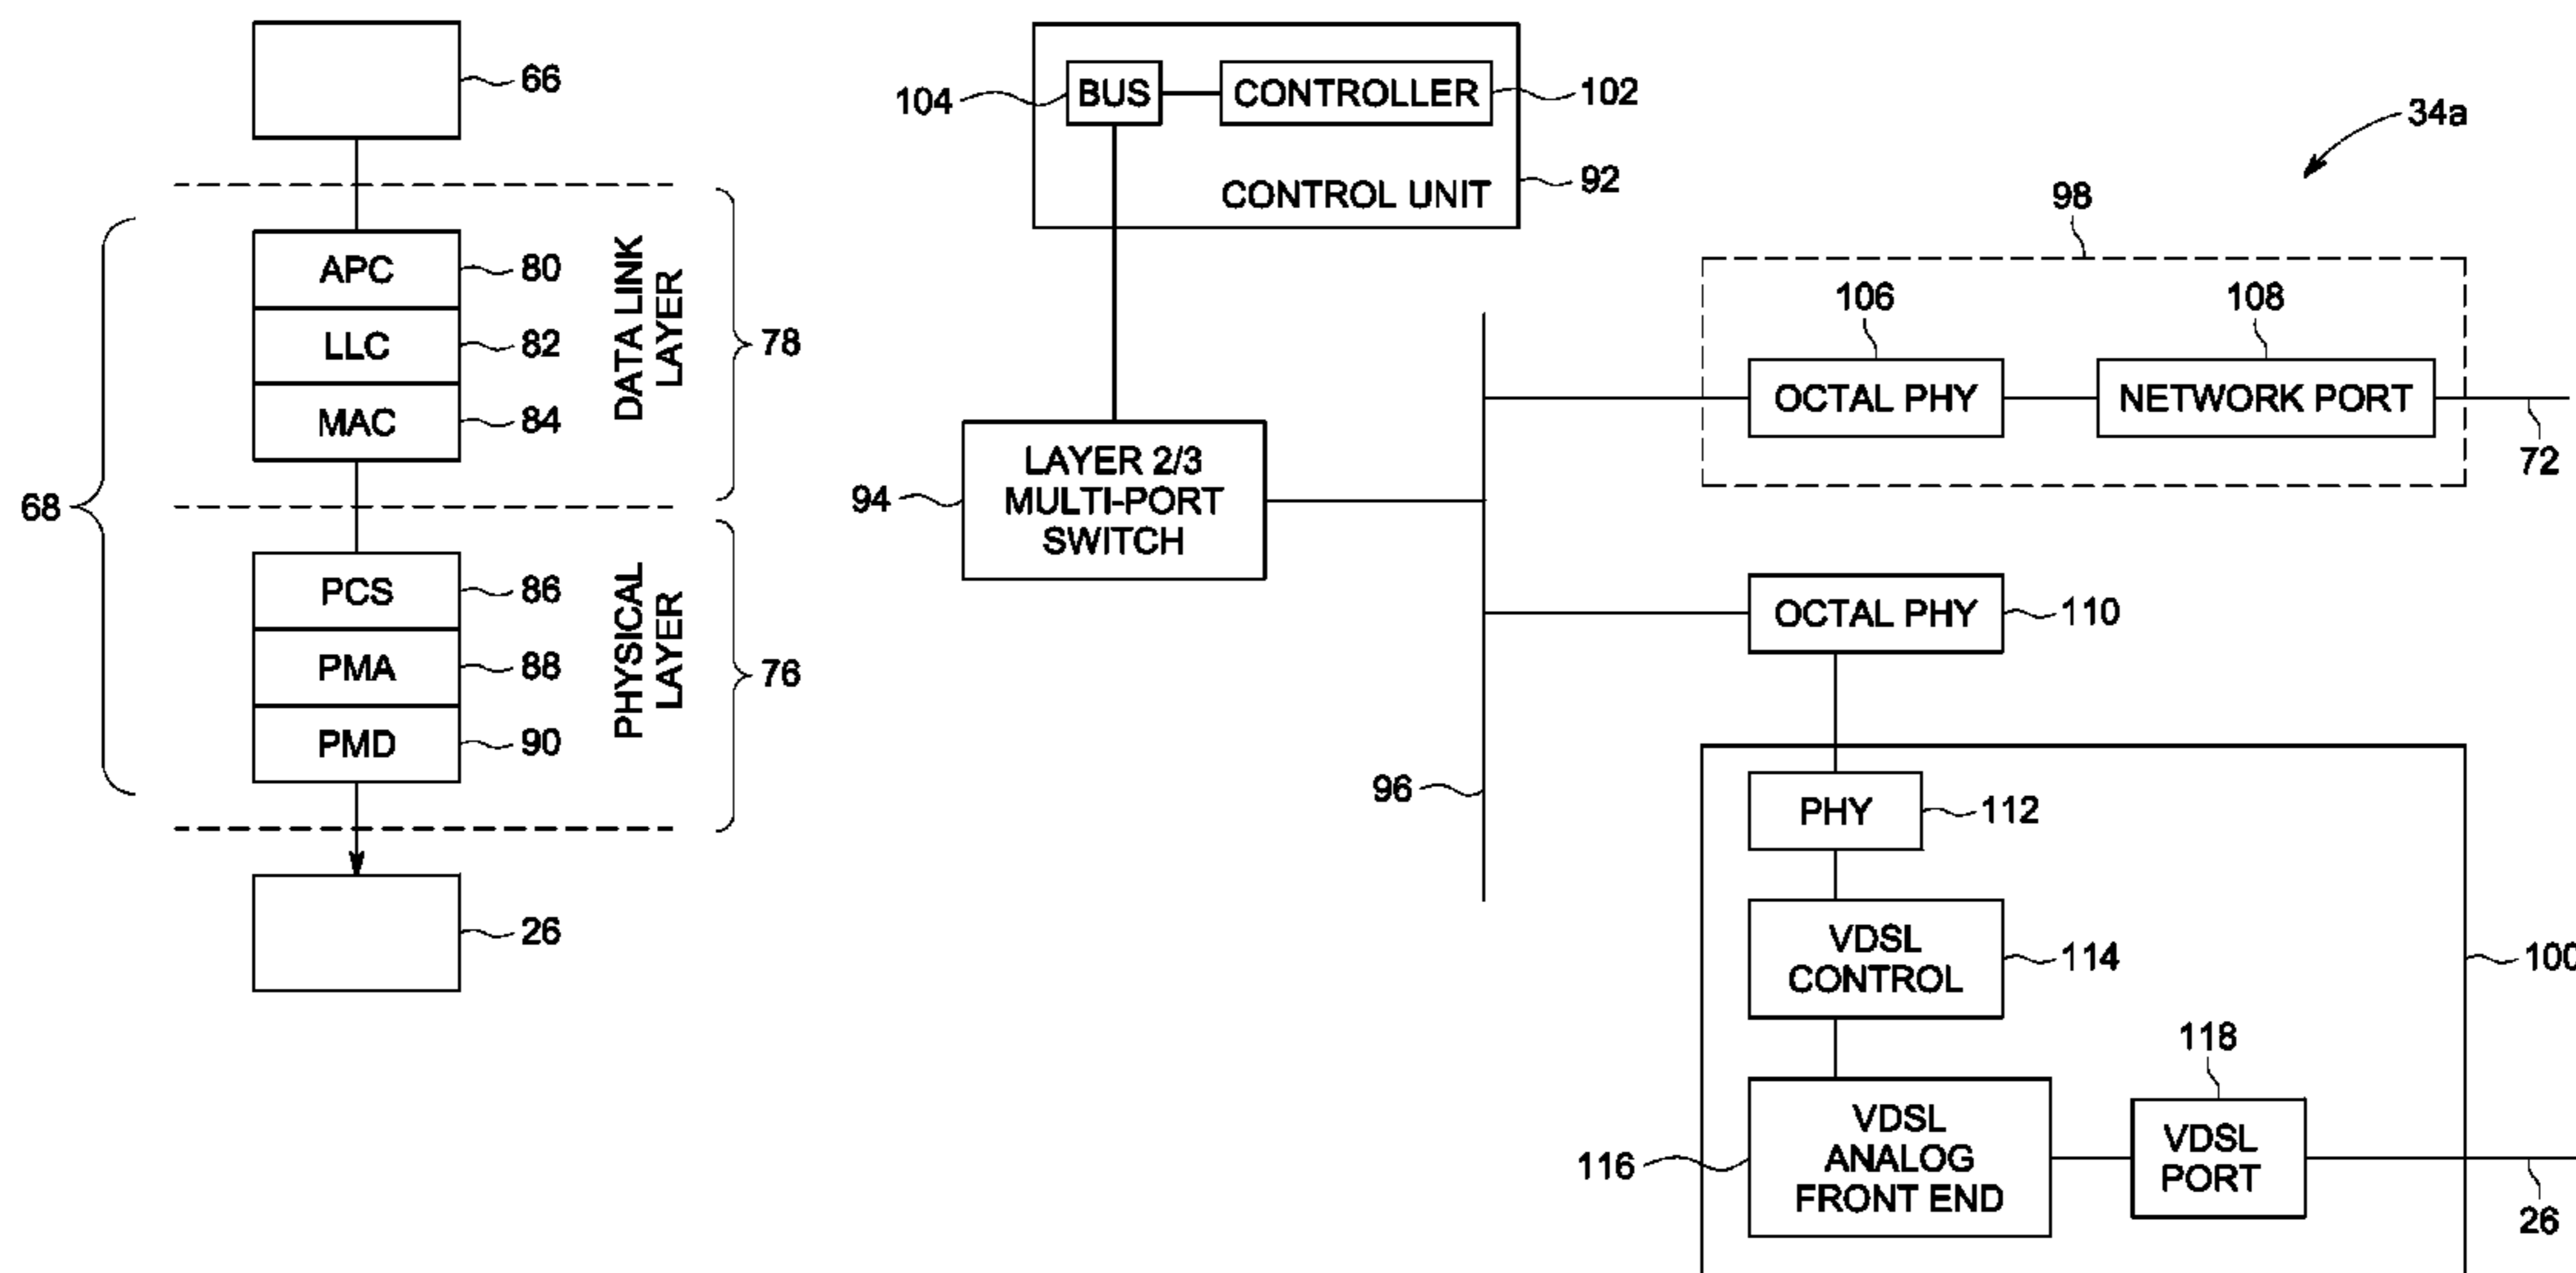 66
APC
80
LLC
82
MAC
84
DATA LINK
LAYER
78
68
PCS
86
PMA
88
PMD
90
PHYSICAL
LAYER
76
26
104
BUS
CONTROLLER
102
CONTROL UNIT
92
34a
98
106
108
OCTAL PHY
NETWORK PORT
72
94
LAYER 2/3
MULTI-PORT
SWITCH
96
OCTAL PHY
110
PHY
112
VDSL
CONTROL
114
100
116
VDSL
ANALOG
FRONT END
118
VDSL
PORT
26